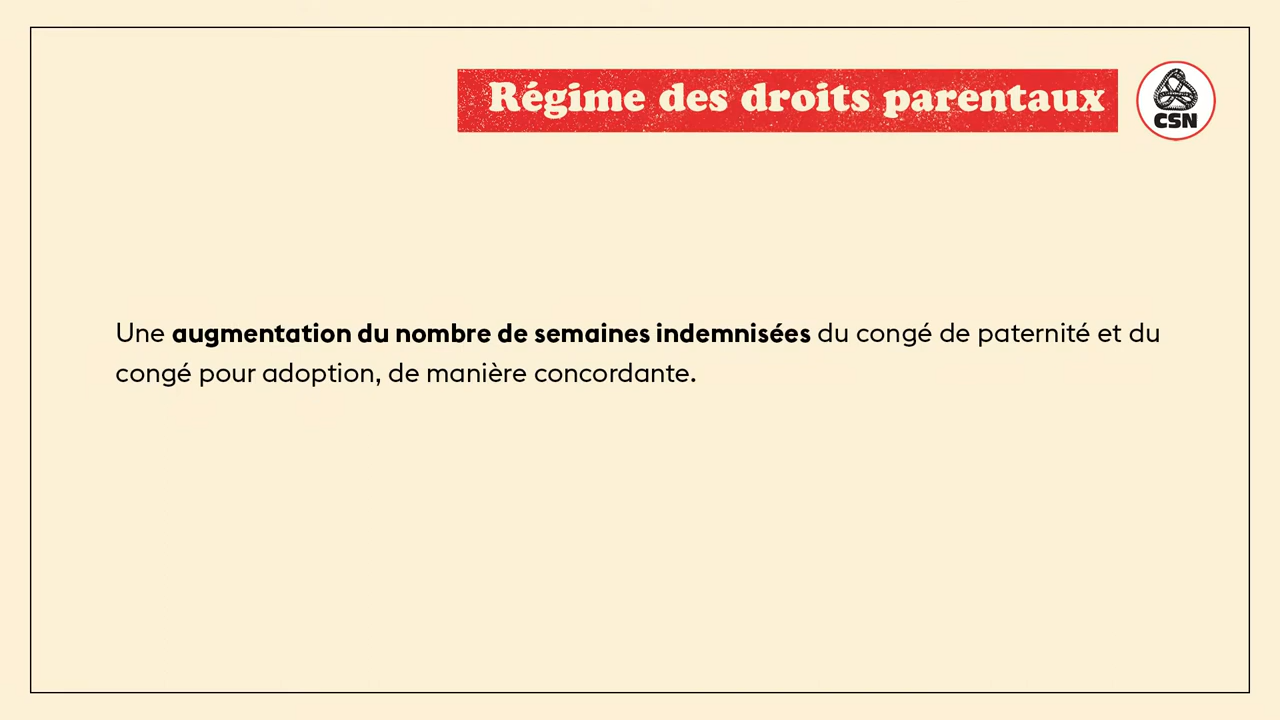 Régime des droits parentaux
CSN
Une augmentation du nombre de semaines indemnisées du congé de paternité et du
congé pour adoption, de manière concordante.